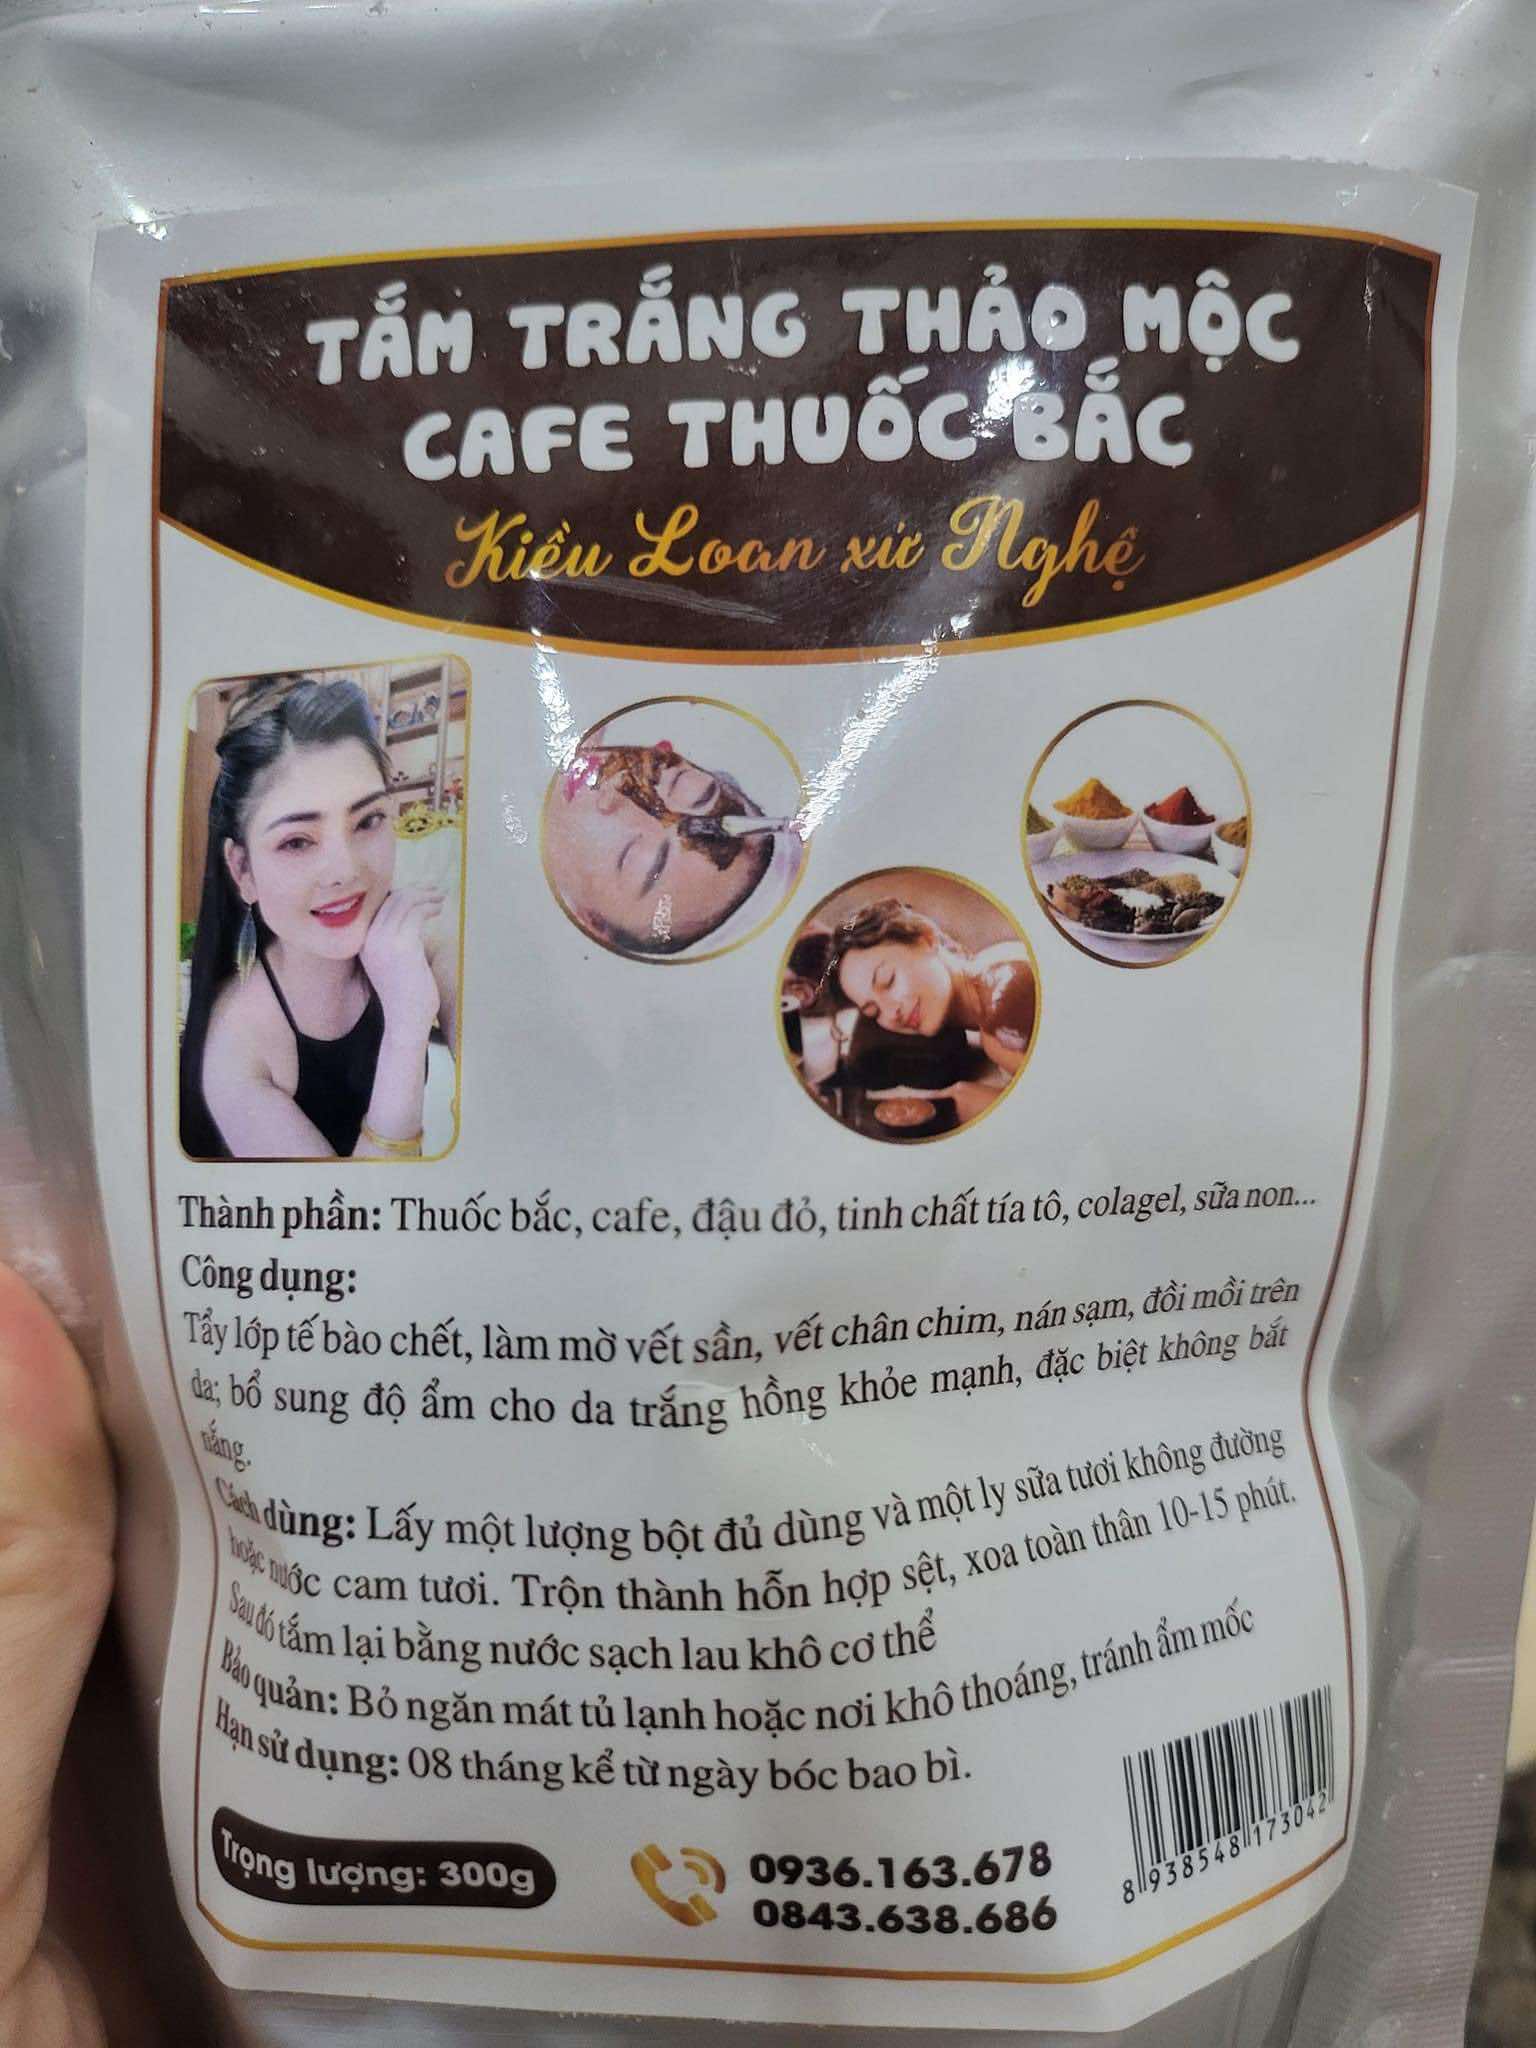 TẮM TRẮNG THẢO MỘC
CAFE THUỐC BẮC
Kiều Loan xứ Nghệ
Thành phần: Thuốc bắc, cafe, đậu đỏ, tinh chất tía tô, colagel, sữa non...
Công dụng:
Tẩy lớp tế bào chết, làm mờ vết sần, vết chân chim, nán sạm, đồi mồi trên
da; bổ sung độ ẩm cho da trắng hồng khỏe mạnh, đặc biệt không bắt
nắng.
Cách dùng: Lấy một lượng bột đủ dùng và một ly sữa tươi không đường
hoặc nước cam tươi. Trộn thành hỗn hợp sệt, xoa toàn thân 10-15 phút.
Sau đó tắm lại bằng nước sạch lau khô cơ thể
Bảo quản: Bỏ ngăn mát tủ lạnh hoặc nơi khô thoáng, tránh ẩm mốc
Hạn sử dụng: 08 tháng kể từ ngày bóc bao bì.
Trọng lượng: 300g
0936.163.678
0843.638.686
8 938548 173042